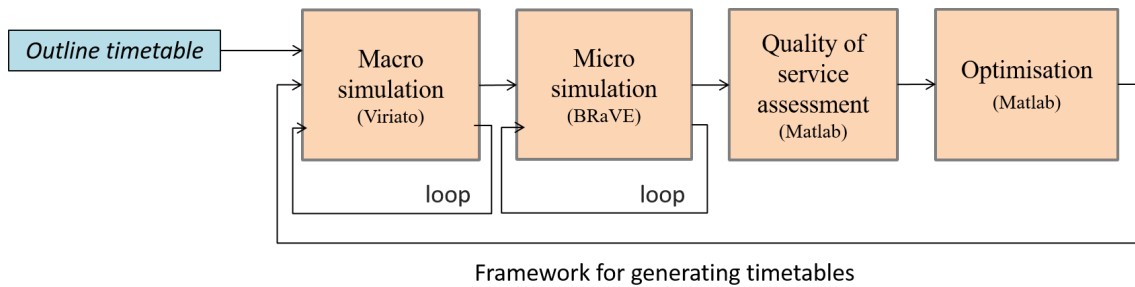 Outline timetable
Macro
simulation
(Viriato)
Micro
simulation
(BRaVE)
Quality of
service
assessment
(Matlab)
Optimisation
(Matlab)
loop
loop
Framework for generating timetables